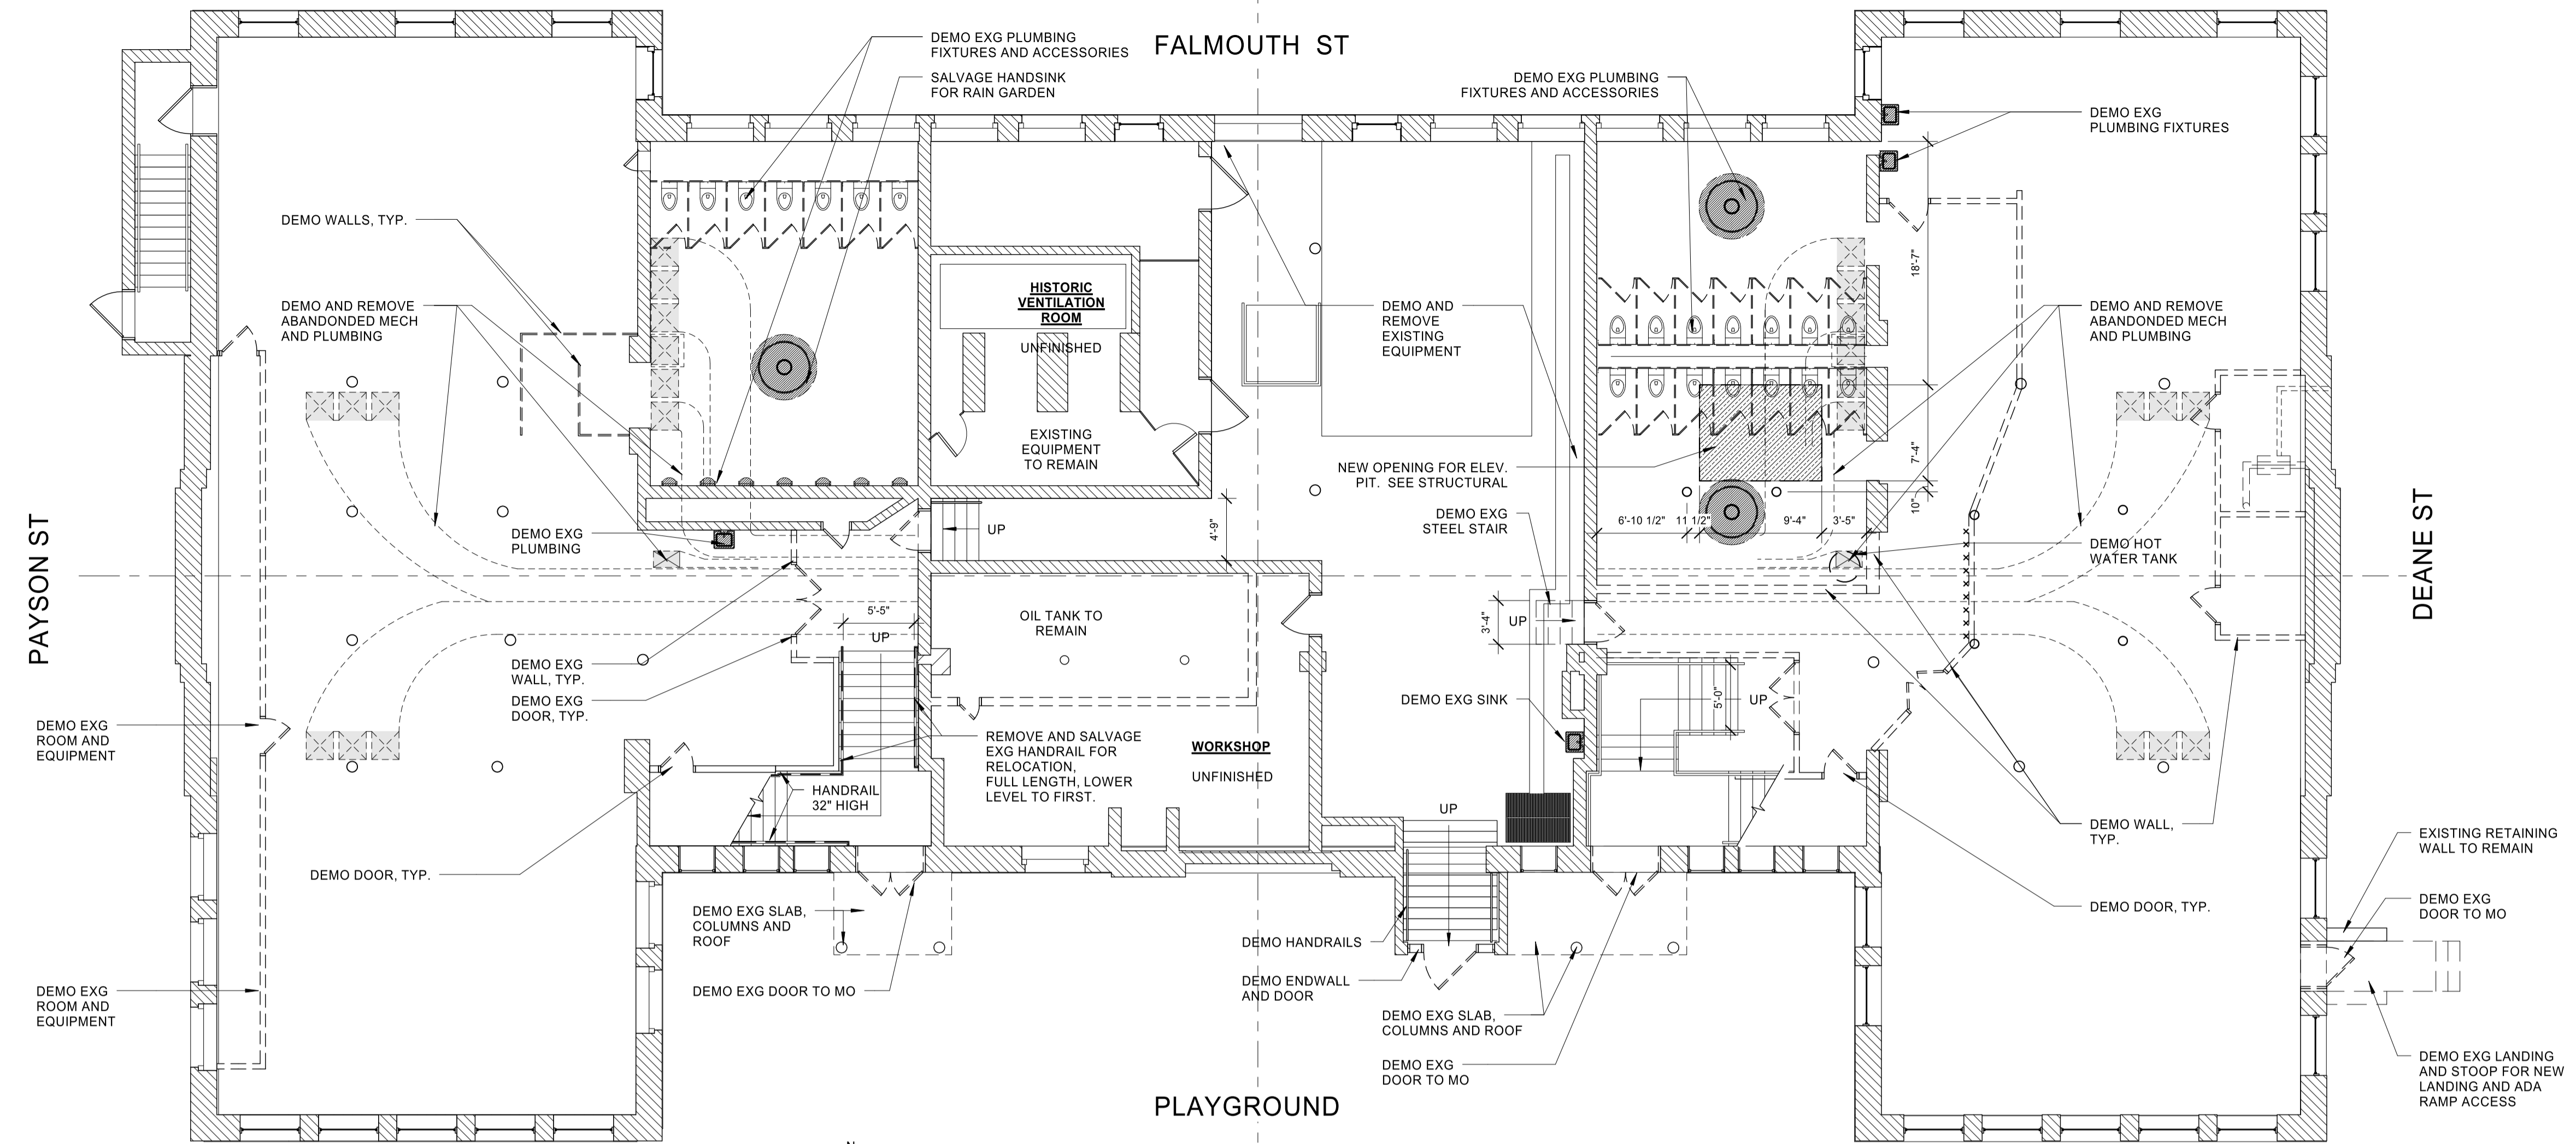 FALMOUTH ST
DEMO EXG PLUMBING
FIXTURES AND ACCESSORIES
SALVAGE HANDSINK
FOR RAIN GARDEN
DEMO EXG PLUMBING
FIXTURES AND ACCESSORIES
DEMO EXG
PLUMBING FIXTURES
DEMO WALLS, TYP.
18'-7"
DEMO AND REMOVE
ABANDONDED MECH
AND PLUMBING
HISTORIC
VENTILATION
ROOM
UNFINISHED
DEMO AND
REMOVE
EXISTING
EQUIPMENT
DEMO AND REMOVE
ABANDONDED MECH
AND PLUMBING
EXISTING
EQUIPMENT
TO REMAIN
7'-4"
NEW OPENING FOR ELEV.
PIT. SEE STRUCTURAL
10"
PAYSON ST
DEANE ST
DEMO EXG
PLUMBING
UP
4'-9"
DEMO EXG
STEEL STAIR
6'-10 1/2"
11 1/2"
9'-4"
3'-5"
DEMO HOT
WATER TANK
5'-5"
UP
OIL TANK TO
REMAIN
3'-4"
UP
DEMO EXG
WALL, TYP.
DEMO EXG
DOOR, TYP.
DEMO EXG SINK
5'-0"
UP
DEMO EXG
ROOM AND
EQUIPMENT
REMOVE AND SALVAGE
EXG HANDRAIL FOR
RELOCATION,
FULL LENGTH, LOWER
LEVEL TO FIRST.
WORKSHOP
UNFINISHED
HANDRAIL
32" HIGH
UP
DEMO WALL,
TYP.
EXISTING RETAINING
WALL TO REMAIN
DEMO DOOR, TYP.
DEMO EXG SLAB,
COLUMNS AND
ROOF
DEMO DOOR, TYP.
DEMO EXG
DOOR TO MO
DEMO HANDRAILS
DEMO EXG
ROOM AND
EQUIPMENT
DEMO EXG DOOR TO MO
DEMO ENDWALL
AND DOOR
DEMO EXG SLAB,
COLUMNS AND ROOF
DEMO EXG
DOOR TO MO
DEMO EXG LANDING
AND STOOP FOR NEW
LANDING AND ADA
RAMP ACCESS
PLAYGROUND